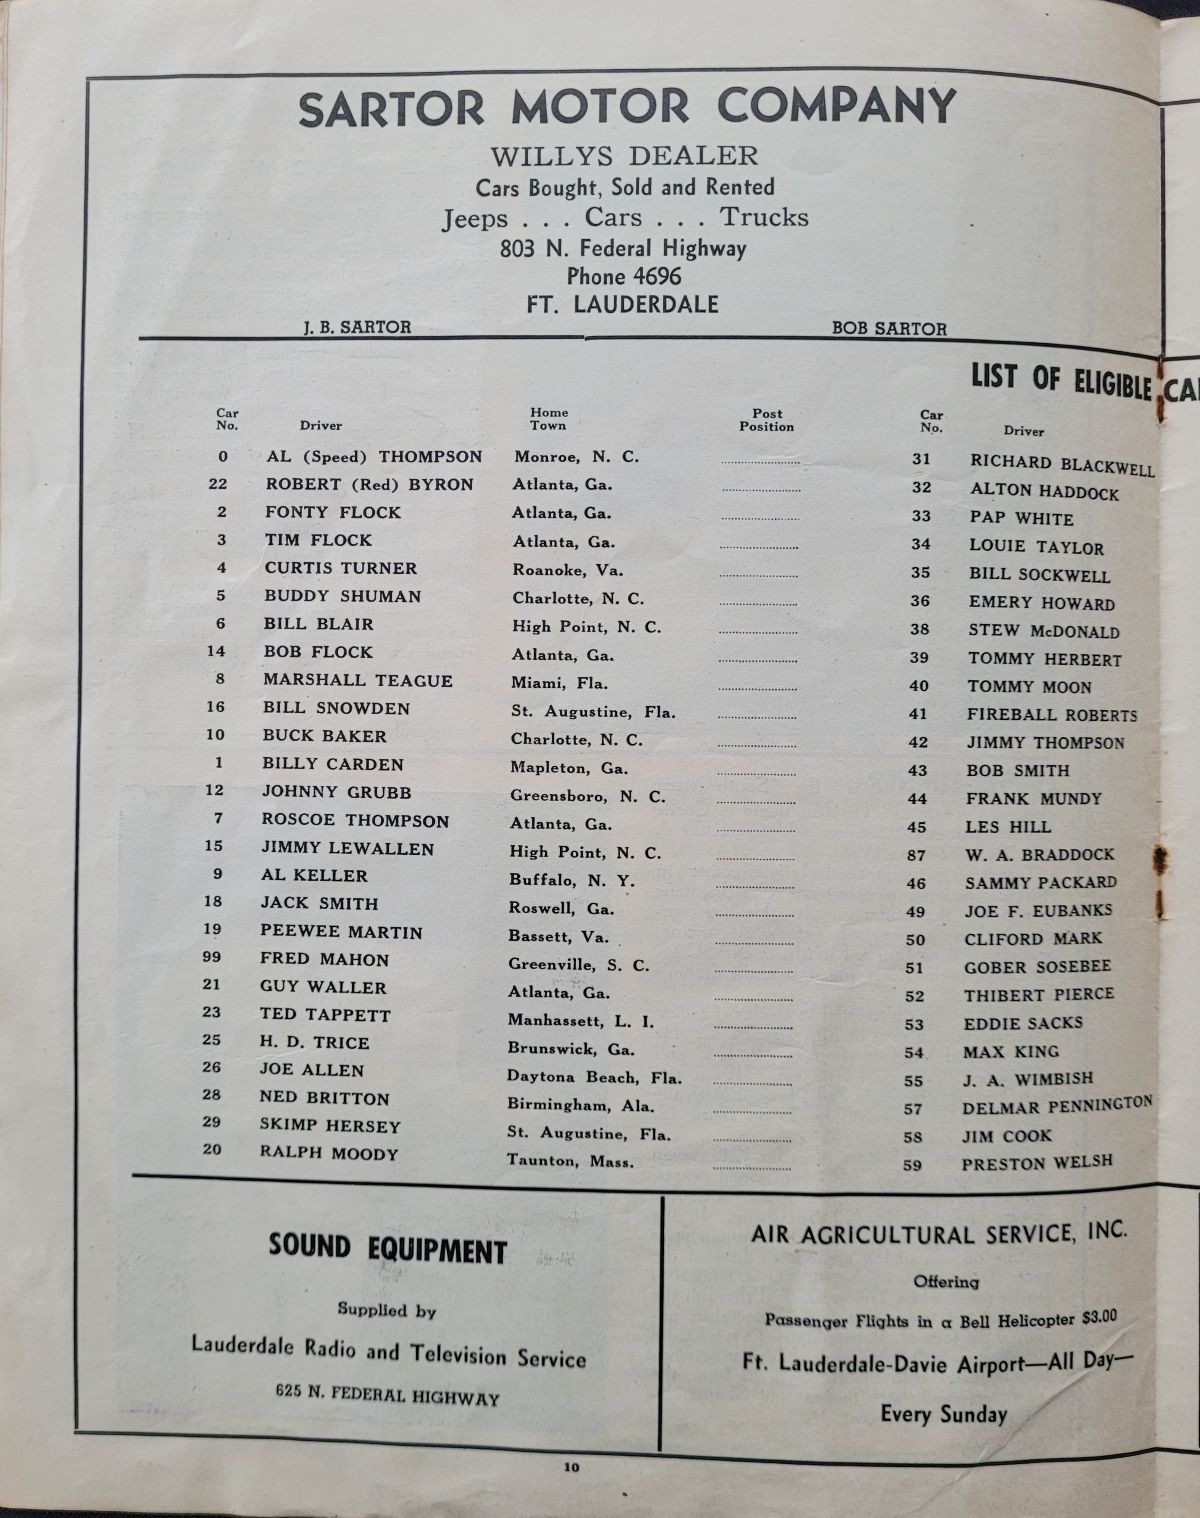 SARTOR MOTOR COMPANY
WILLYS DEALER
Cars Bought, Sold and Rented
Jeeps . . . Cars . . . Trucks
803 N. Federal Highway
Phone 4696
FT. LAUDERDALE
J. B. SARTOR BOB SARTOR
LIST OF ELIGIBLE CA
Car No. Driver Home Town Post Position
0 AL (Speed) THOMPSON Monroe, N. C. ....................
22 ROBERT (Red) BYRON Atlanta, Ga. ....................
2 FONTY FLOCK Atlanta, Ga. ....................
3 TIM FLOCK Atlanta, Ga. ....................
4 CURTIS TURNER Roanoke, Va. ....................
5 BUDDY SHUMAN Charlotte, N. C. ....................
6 BILL BLAIR High Point, N. C. ....................
14 BOB FLOCK Atlanta, Ga. ....................
8 MARSHALL TEAGUE Miami, Fla. ....................
16 BILL SNOWDEN St. Augustine, Fla. ....................
10 BUCK BAKER Charlotte, N. C. ....................
1 BILLY CARDEN Mapleton, Ga. ....................
12 JOHNNY GRUBB Greensboro, N. C. ....................
7 ROSCOE THOMPSON Atlanta, Ga. ....................
15 JIMMY LEWALLEN High Point, N. C. ....................
9 AL KELLER Buffalo, N. Y. ....................
18 JACK SMITH Roswell, Ga. ....................
19 PEEWEE MARTIN Bassett, Va. ....................
99 FRED MAHON Greenville, S. C. ....................
21 GUY WALLER Atlanta, Ga. ....................
23 TED TAPPETT Manhassett, L. I. ....................
25 H. D. TRICE Brunswick, Ga. ....................
26 JOE ALLEN Daytona Beach, Fla. ....................
28 NED BRITTON Birmingham, Ala. ....................
29 SKIMP HERSEY St. Augustine, Fla. ....................
20 RALPH MOODY Taunton, Mass. ....................
Car No. Driver
31 RICHARD BLACKWELL
32 ALTON HADDOCK
33 PAP WHITE
34 LOUIE TAYLOR
35 BILL SOCKWELL
36 EMERY HOWARD
38 STEW McDONALD
39 TOMMY HERBERT
40 TOMMY MOON
41 FIREBALL ROBERTS
42 JIMMY THOMPSON
43 BOB SMITH
44 FRANK MUNDY
45 LES HILL
87 W. A. BRADDOCK
46 SAMMY PACKARD
49 JOE F. EUBANKS
50 CLIFORD MARK
51 GOBER SOSEBEE
52 THIBERT PIERCE
53 EDDIE SACKS
54 MAX KING
55 J. A. WIMBISH
57 DELMAR PENNINGTON
58 JIM COOK
59 PRESTON WELSH
SOUND EQUIPMENT
Supplied by
Lauderdale Radio and Television Service
625 N. FEDERAL HIGHWAY
AIR AGRICULTURAL SERVICE, INC.
Offering
Passenger Flights in a Bell Helicopter $3.00
Ft. Lauderdale-Davie Airport—All Day—
Every Sunday
10